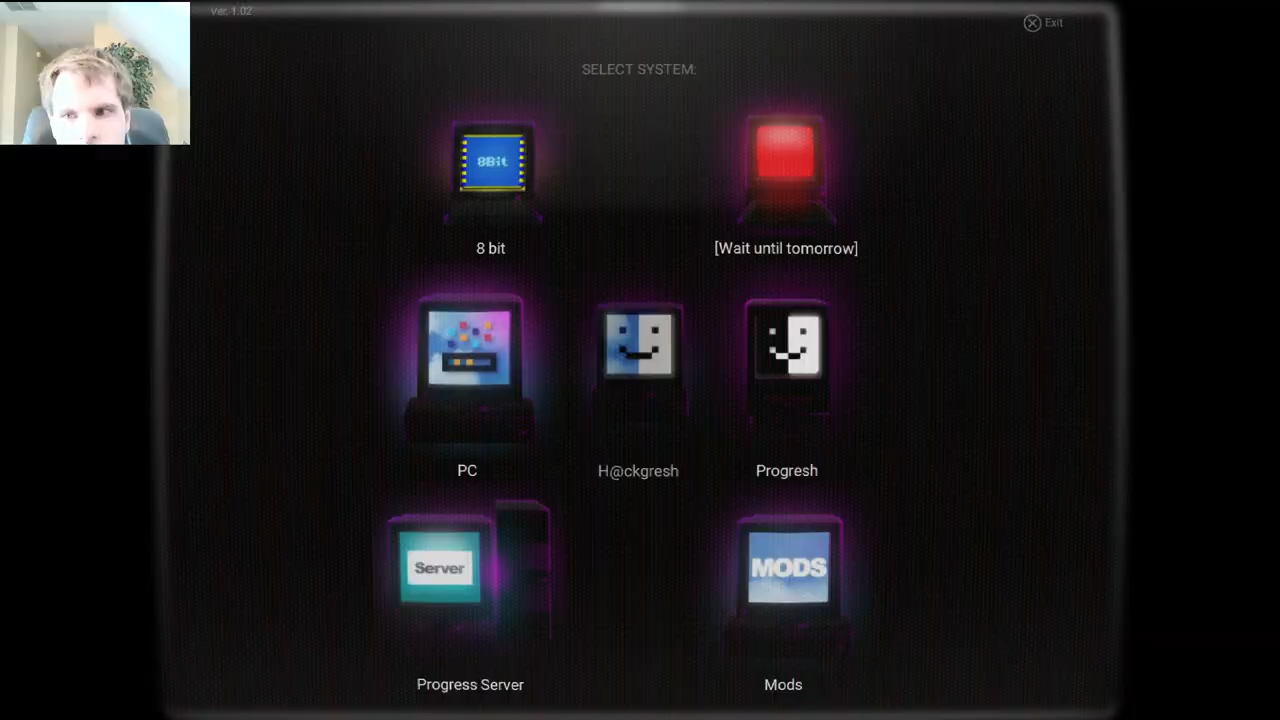 Ver.-1.02
Exit
SELECT SYSTEM:
8Bit
8 bit
[Wait until tomorrow]
PC
H@ckgresh
Progresh
Server
MODS
Progress Server
Mods